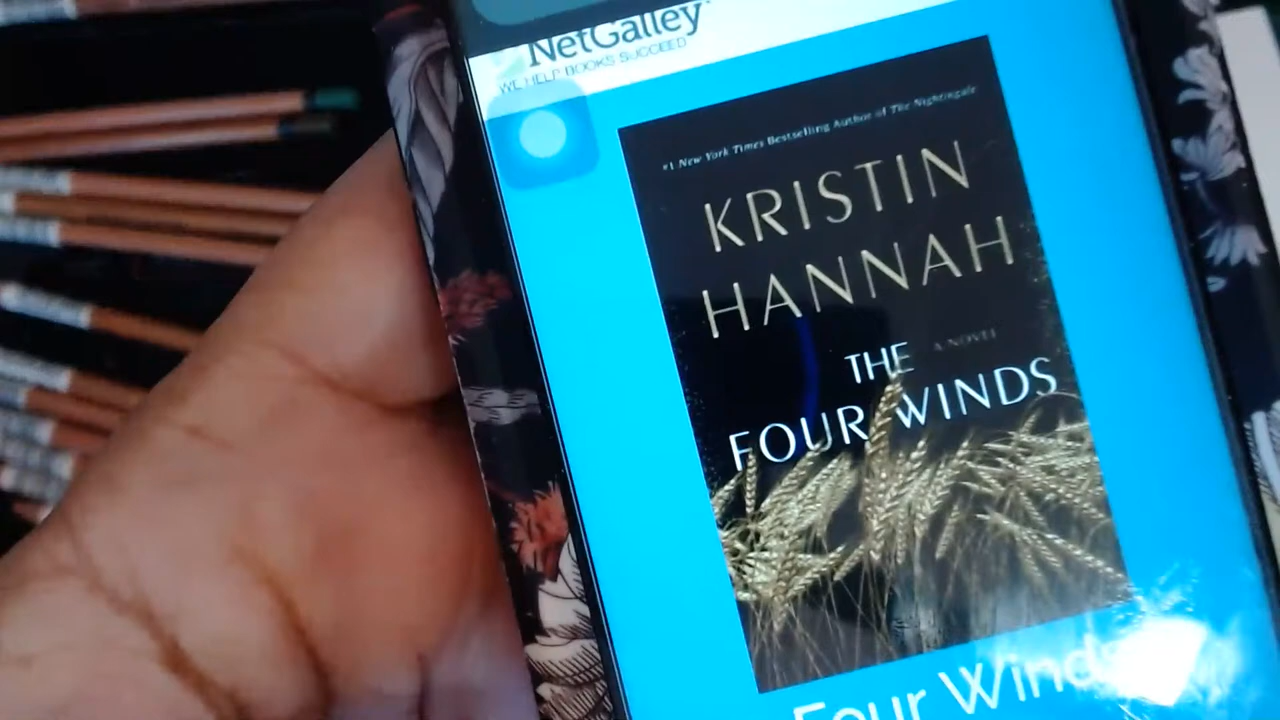 NetGalley
WE HELP BOOKS SUCCEED
#1 New York Times Bestselling Author of The Nightingale
KRISTIN
HANNAH
A NOVEL
THE
FOUR WINDS
Four Winds